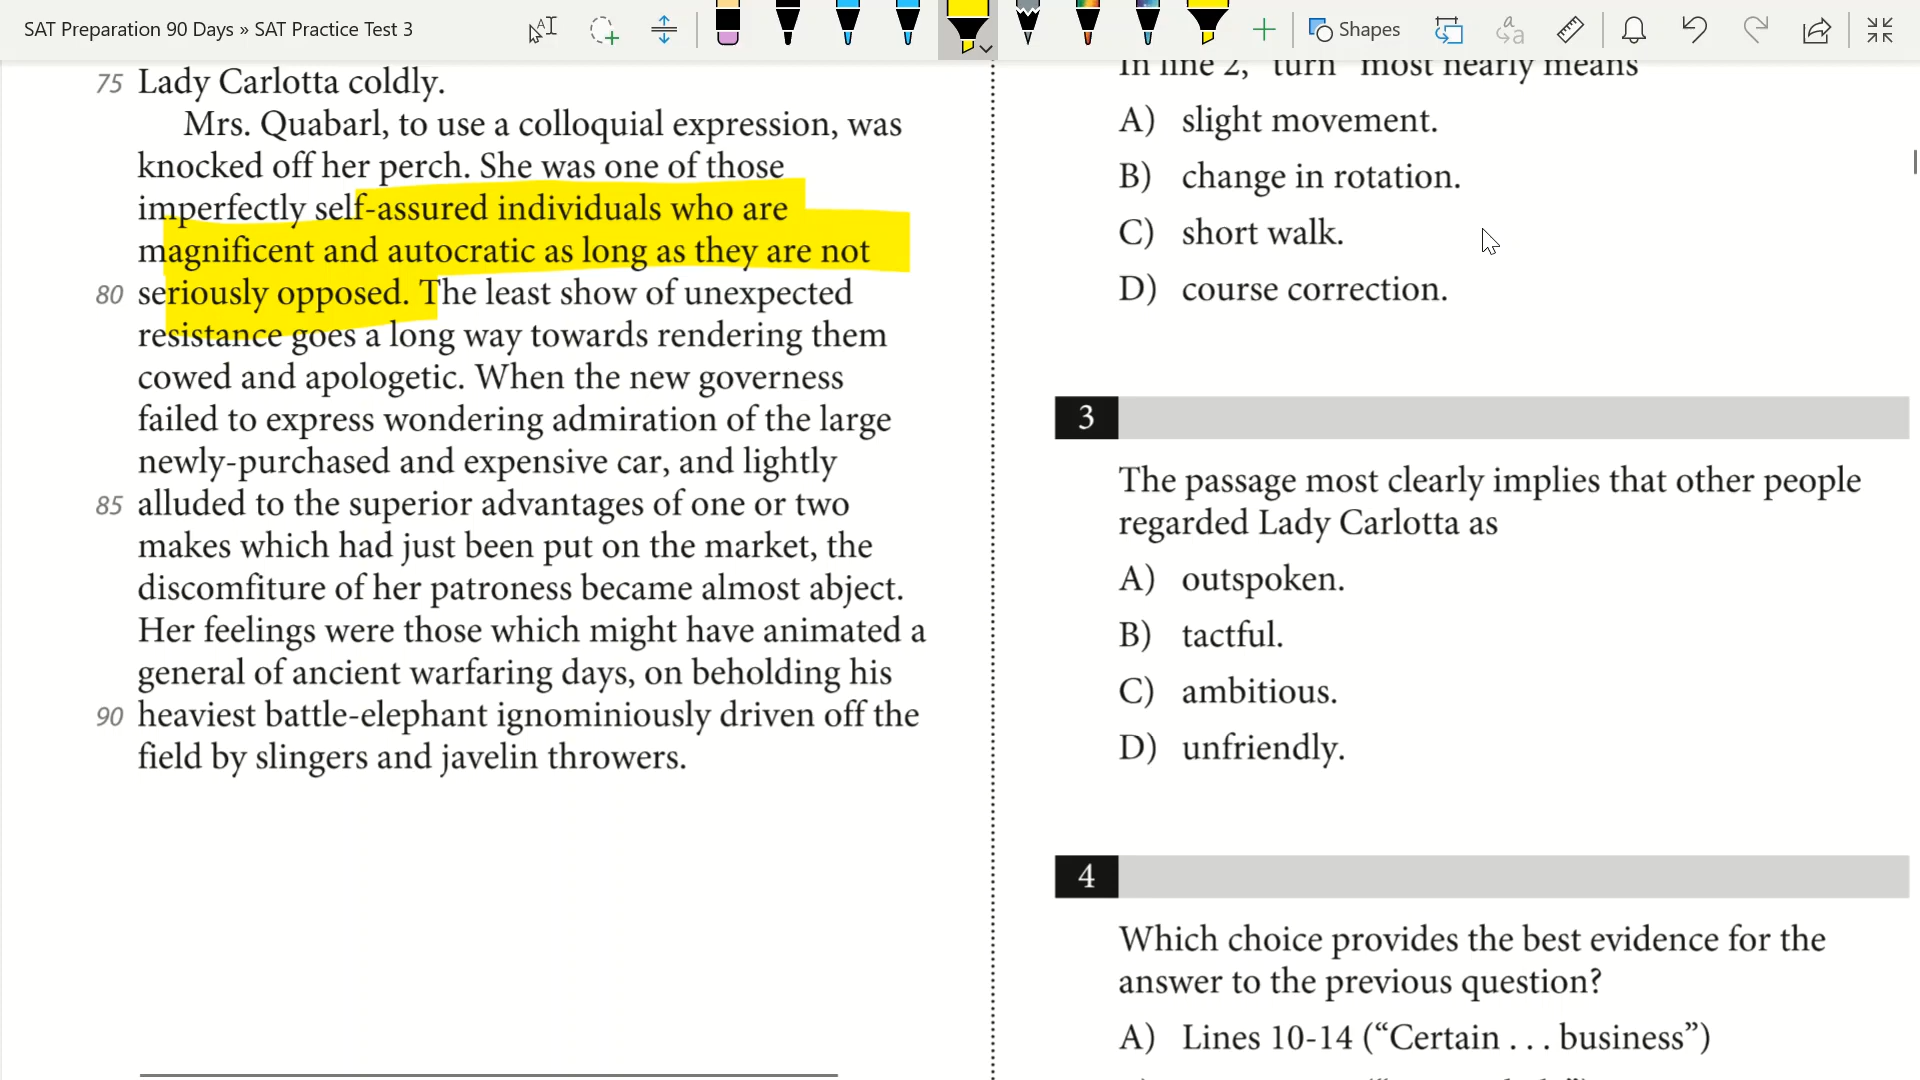 SAT Preparation 90 Days » SAT Practice Test 3
Shapes
75 Lady Carlotta coldly.
Mrs. Quabarl, to use a colloquial expression, was
knocked off her perch. She was one of those
imperfectly self-assured individuals who are
magnificent and autocratic as long as they are not
80 seriously opposed. The least show of unexpected
resistance goes a long way towards rendering them
cowed and apologetic. When the new governess
failed to express wondering admiration of the large
newly-purchased and expensive car, and lightly
85 alluded to the superior advantages of one or two
makes which had just been put on the market, the
discomfiture of her patroness became almost abject.
Her feelings were those which might have animated a
general of ancient warfaring days, on beholding his
90 heaviest battle-elephant ignominiously driven off the
field by slingers and javelin throwers.
In line 2, “turn” most nearly means
A) slight movement.
B) change in rotation.
C) short walk.
D) course correction.
3
The passage most clearly implies that other people
regarded Lady Carlotta as
A) outspoken.
B) tactful.
C) ambitious.
D) unfriendly.
4
Which choice provides the best evidence for the
answer to the previous question?
A) Lines 10-14 (“Certain . . . business”)